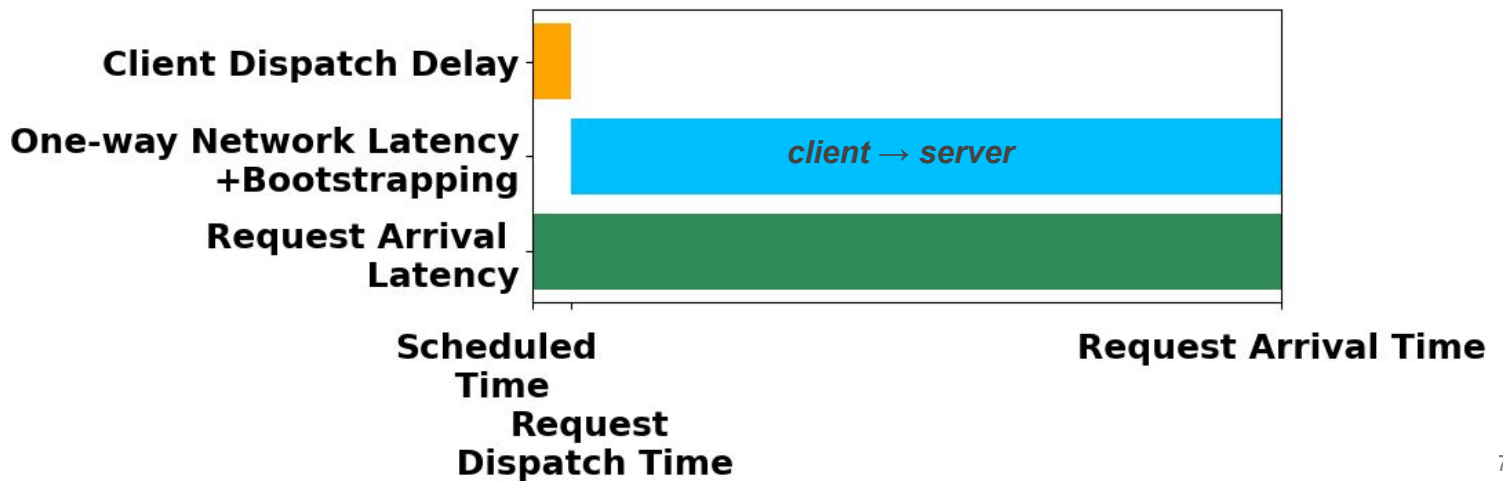 Client Dispatch Delay
One-way Network Latency
+Bootstrapping
client → server
Request Arrival
Latency
Scheduled
Time
Request
Dispatch Time
Request Arrival Time